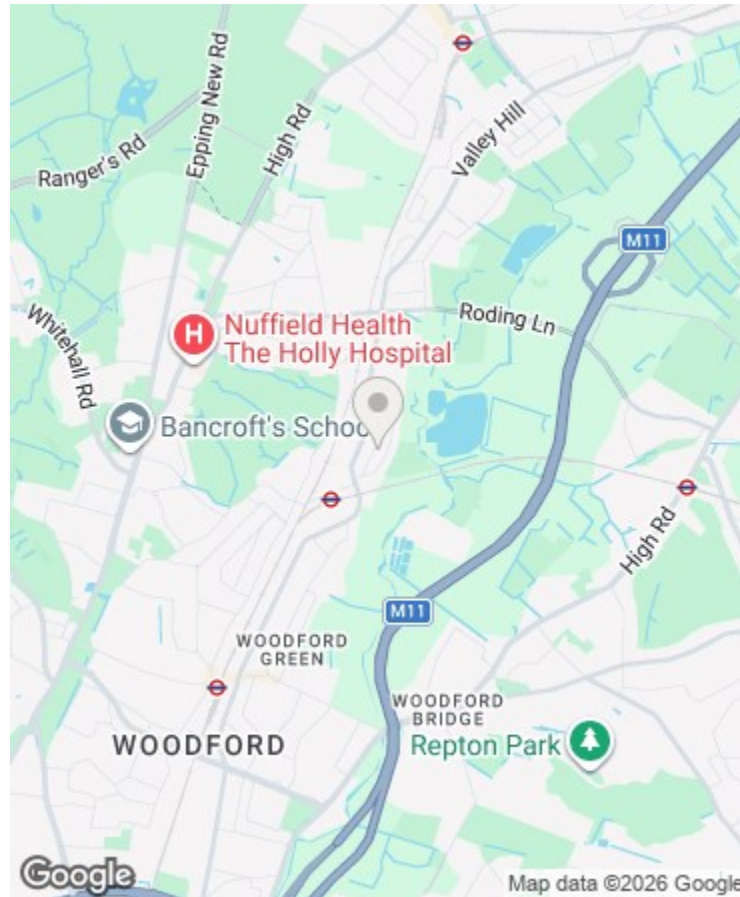 Epping New Rd
High Rd
Ranger's Rd
Valley Hill
M11
Whitehall Rd
H
Nuffield Health
The Holly Hospital
Roding Ln
Bancroft's Schoo
High Rd
M11
WOODFORD
GREEN
WOODFORD
BRIDGE
WOODFORD
Repton Park
Google
Map data ©2026 Google